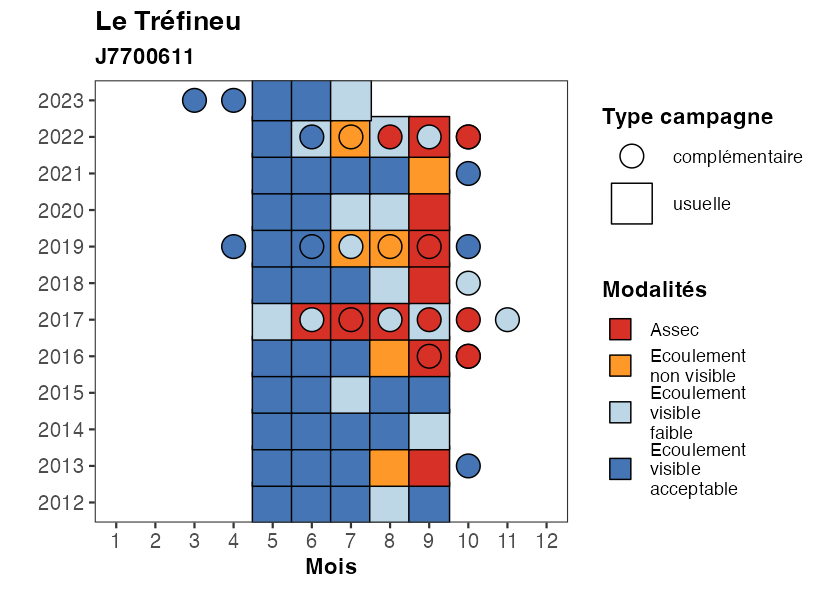 Le Tréfineu
J7700611
2023
2022
2021
2020
2019
2018
2017
2016
2015
2014
2013
2012
1 2 3 4 5 6 7 8 9 10 11 12
Mois
Type campagne
complémentaire
usuelle
Modalités
Assec
Ecoulement
non visible
Ecoulement
visible
faible
Ecoulement
visible
acceptable